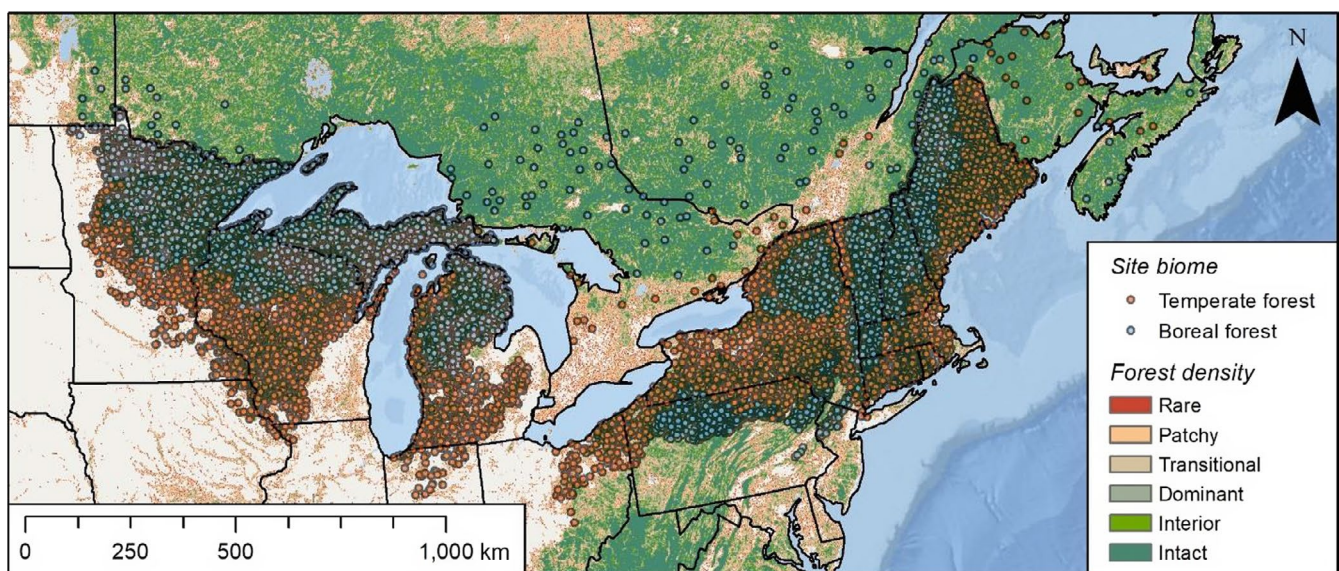 N
Site biome
Temperate forest
Boreal forest
Forest density
Rare
Patchy
Transitional
Dominant
Interior
Intact
0 250 500 1,000 km